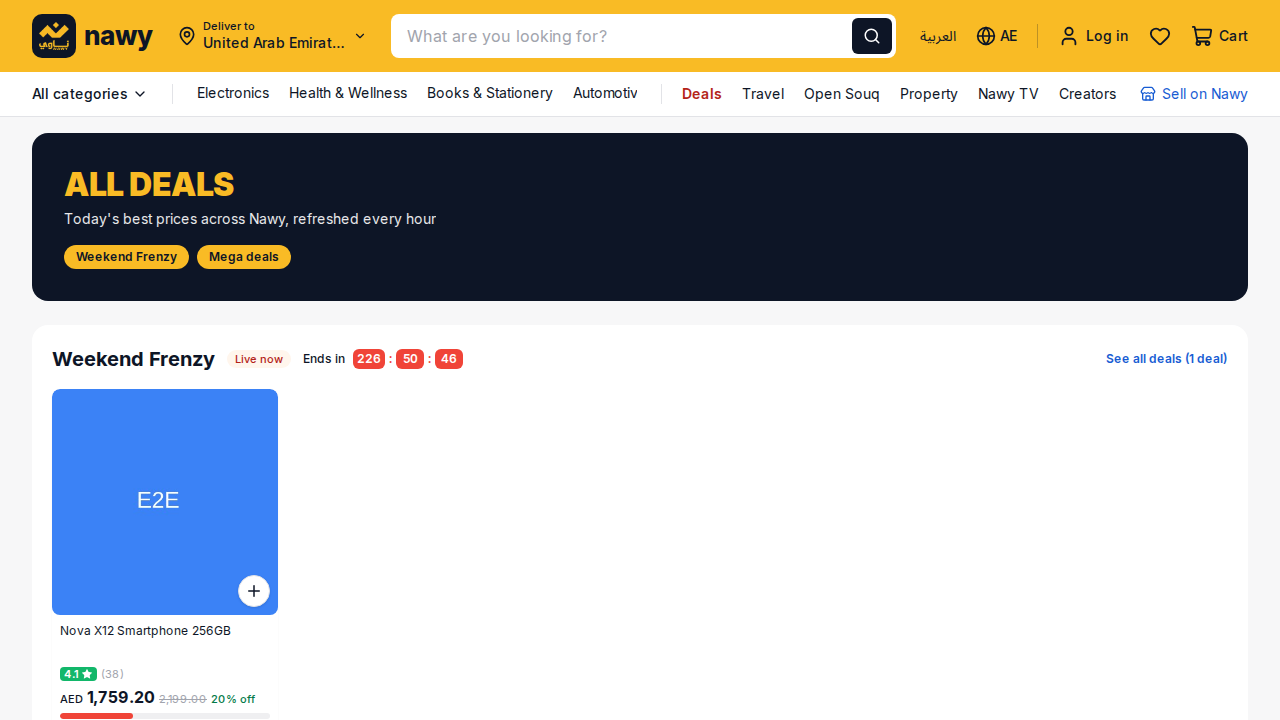 ناوي
NAWY
nawy
Deliver to
United Arab Emirat...
What are you looking for?
العربية
AE
Log in
Cart
All categories
Electronics
Health & Wellness
Books & Stationery
Automotiv
Deals
Travel
Open Souq
Property
Nawy TV
Creators
Sell on Nawy
ALL DEALS
Today's best prices across Nawy, refreshed every hour
Weekend Frenzy
Mega deals
Weekend Frenzy
Live now
Ends in 226 : 50 : 46
See all deals (1 deal)
E2E
Nova X12 Smartphone 256GB
4.1 (38)
AED 1,759.20 2,199.00 20% off